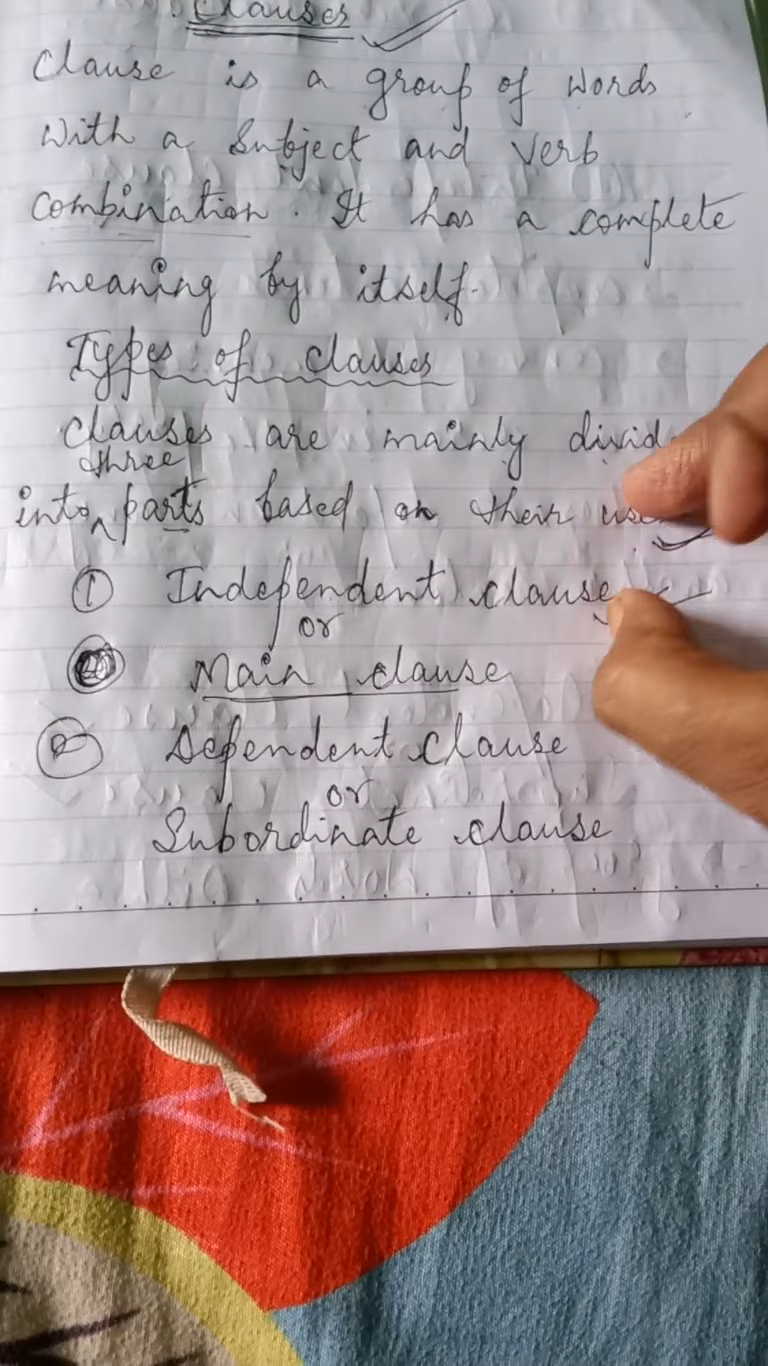 Clauses
Clause is a group of words
with a subject and verb
combination. It has a complete
meaning by itself.
Types of clauses
Clauses are mainly divid
three
into parts based on their
① Independent clause
or
Main clause
② Dependent clause
or
Subordinate clause